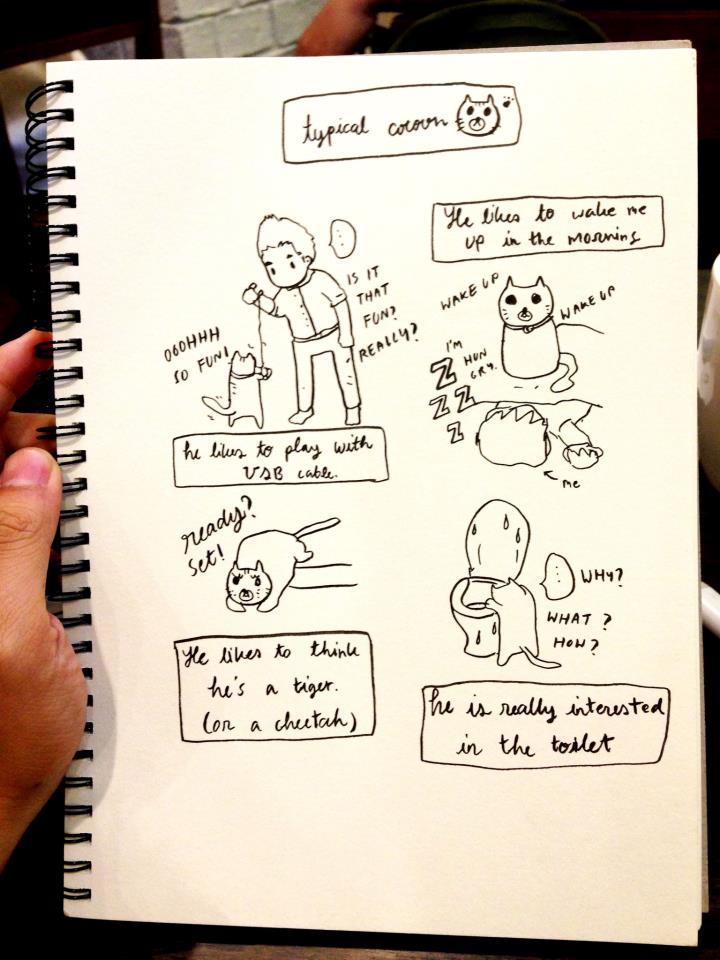 typical
OOOHHH
SO FUN!
...
IS IT
THAT
FUN?
REALLY?
he likes to play with
USB cable.
He likes to wake me
up in the morning
WAKE UP
WAKE UP
I'M
HUN
GRY.
Z
ZZ
Z
me
ready?
set!
He likes to think
he's a tiger.
(or a cheetah)
...
WHY?
WHAT?
HOW?
he is really interested
in the toilet